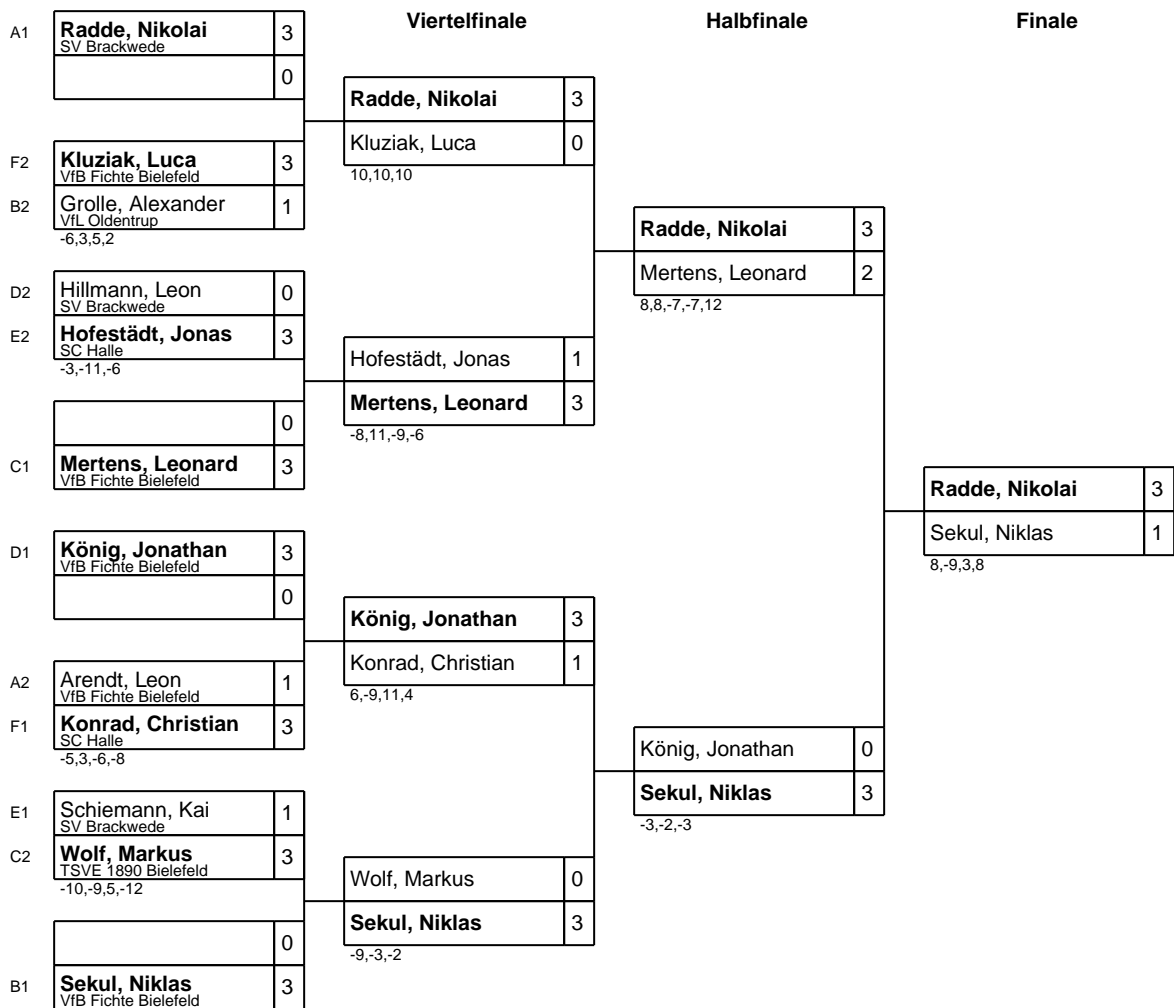 Viertelfinale
Halbfinale
Finale
A1 Radde, Nikolai 3
SV Brackwede
0
F2 Kluziak, Luca 3
VfB Fichte Bielefeld
B2 Grolle, Alexander 1
VfL Oldentrup
-6,3,5,2
D2 Hillmann, Leon 0
SV Brackwede
E2 Hofestädt, Jonas 3
SC Halle
-3,-11,-6
0
C1 Mertens, Leonard 3
VfB Fichte Bielefeld
D1 König, Jonathan 3
VfB Fichte Bielefeld
0
A2 Arendt, Leon 1
VfB Fichte Bielefeld
F1 Konrad, Christian 3
SC Halle
-5,3,-6,-8
E1 Schiemann, Kai 1
SV Brackwede
C2 Wolf, Markus 3
TSVE 1890 Bielefeld
-10,-9,5,-12
0
B1 Sekul, Niklas 3
VfB Fichte Bielefeld
Radde, Nikolai 3
Kluziak, Luca 0
10,10,10
Hofestädt, Jonas 1
Mertens, Leonard 3
-8,11,-9,-6
König, Jonathan 3
Konrad, Christian 1
6,-9,11,4
Wolf, Markus 0
Sekul, Niklas 3
-9,-3,-2
Radde, Nikolai 3
Mertens, Leonard 2
8,8,-7,-7,12
König, Jonathan 0
Sekul, Niklas 3
-3,-2,-3
Radde, Nikolai 3
Sekul, Niklas 1
8,-9,3,8